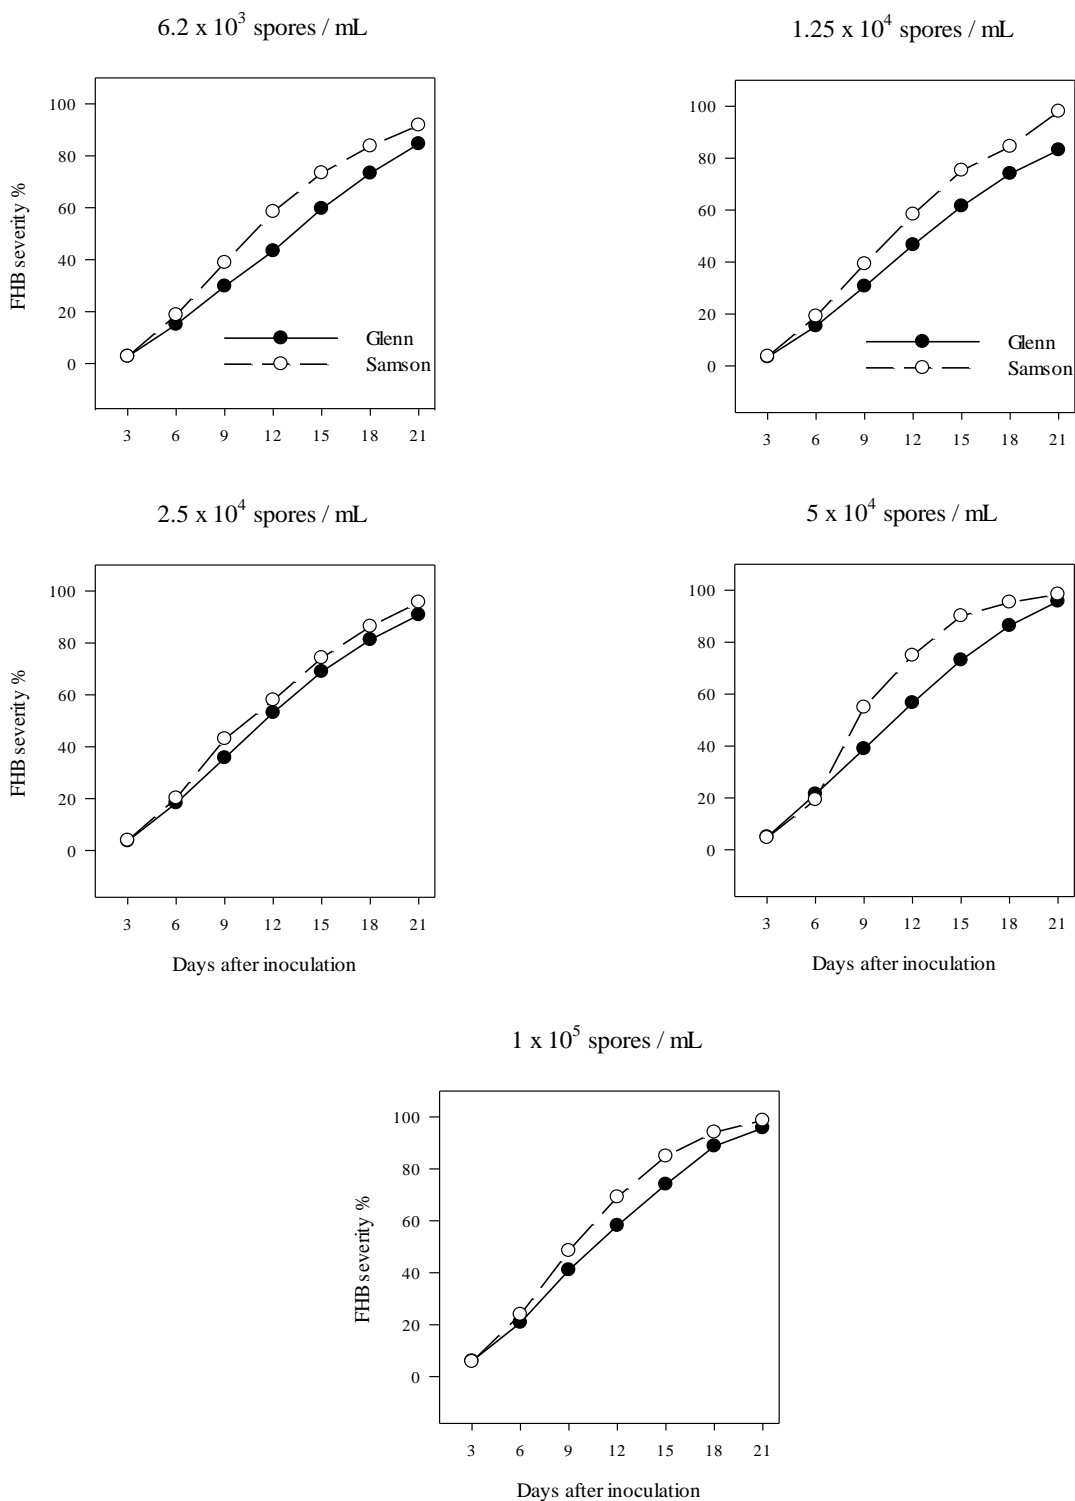 6.2 x 10³ spores / mL
1.25 x 10⁴ spores / mL
FHB severity %
100
80
60
40
20
0
Glenn
Samson
3 6 9 12 15 18 21
100
80
60
40
20
0
Glenn
Samson
3 6 9 12 15 18 21
2.5 x 10⁴ spores / mL
5 x 10⁴ spores / mL
FHB severity %
100
80
60
40
20
0
3 6 9 12 15 18 21
Days after inoculation
100
80
60
40
20
0
3 6 9 12 15 18 21
Days after inoculation
1 x 10⁵ spores / mL
FHB severity %
100
80
60
40
20
0
3 6 9 12 15 18 21
Days after inoculation